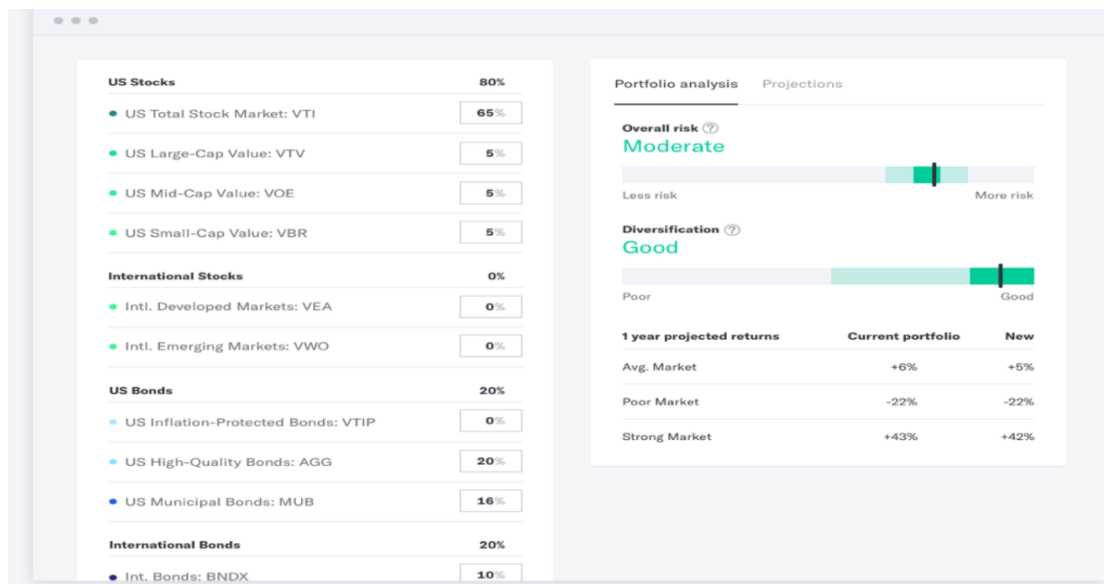 US Stocks 80%
US Total Stock Market: VTI 65%
US Large-Cap Value: VTV 5%
US Mid-Cap Value: VOE 5%
US Small-Cap Value: VBR 5%
International Stocks 0%
Intl. Developed Markets: VEA 0%
Intl. Emerging Markets: VWO 0%
US Bonds 20%
US Inflation-Protected Bonds: VTIP 0%
US High-Quality Bonds: AGG 20%
US Municipal Bonds: MUB 16%
International Bonds 20%
Int. Bonds: BNDX 10%
Portfolio analysis Projections
Overall risk ?
Moderate
Less risk More risk
Diversification ?
Good
Poor Good
1 year projected returns Current portfolio New
Avg. Market +6% +5%
Poor Market -22% -22%
Strong Market +43% +42%